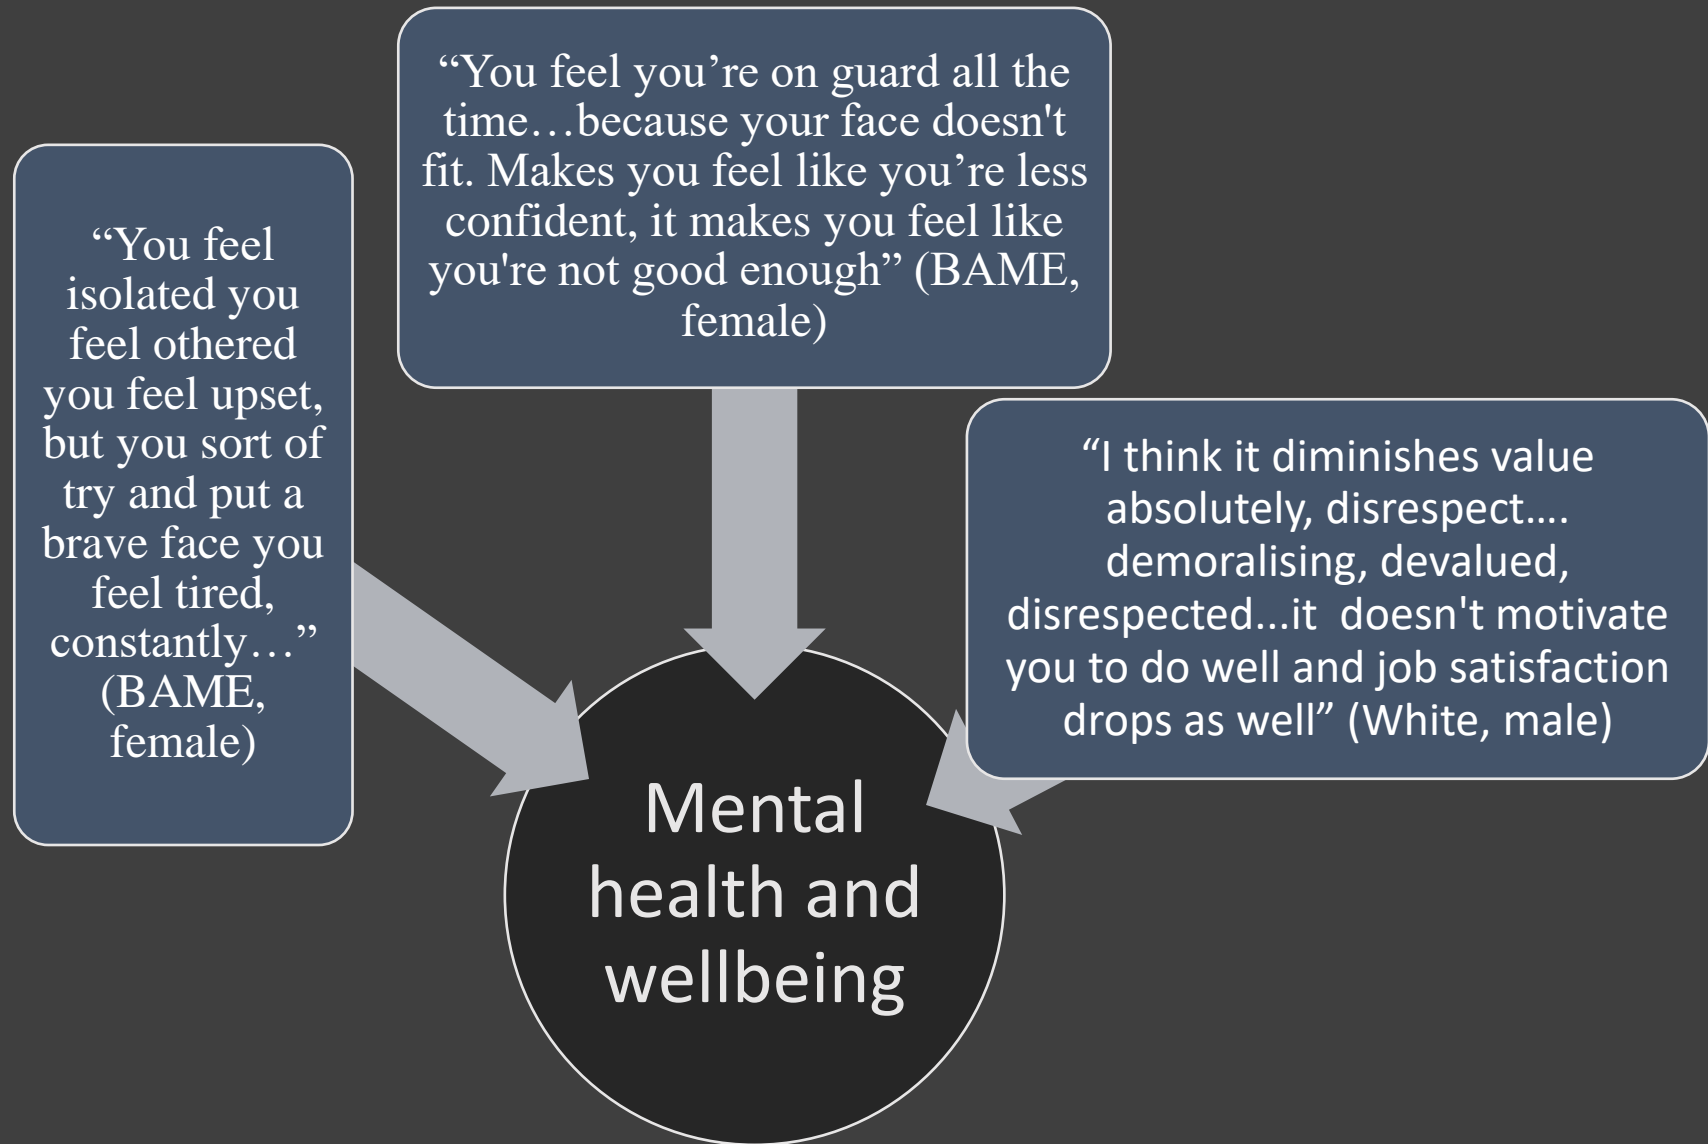 “You feel
isolated you
feel othered
you feel upset,
but you sort of
try and put a
brave face you
feel tired,
constantly…”
(BAME,
female)
“You feel you’re on guard all the
time…because your face doesn't
fit. Makes you feel like you’re less
confident, it makes you feel like
you're not good enough” (BAME,
female)
“I think it diminishes value
absolutely, disrespect….
demoralising, devalued,
disrespected...it  doesn't motivate
you to do well and job satisfaction
drops as well” (White, male)
Mental
health and
wellbeing